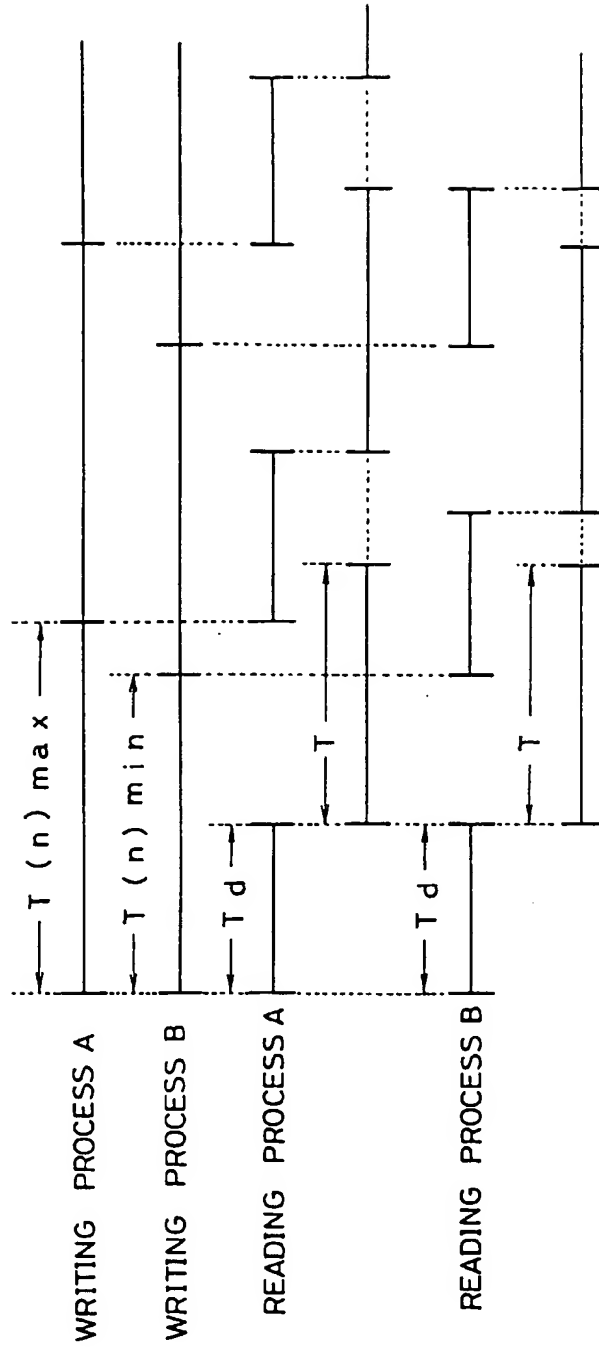 WRITING PROCESS A
T (n) max
WRITING PROCESS B
T (n) min
READING PROCESS A
T d
T
READING PROCESS B
T d
T